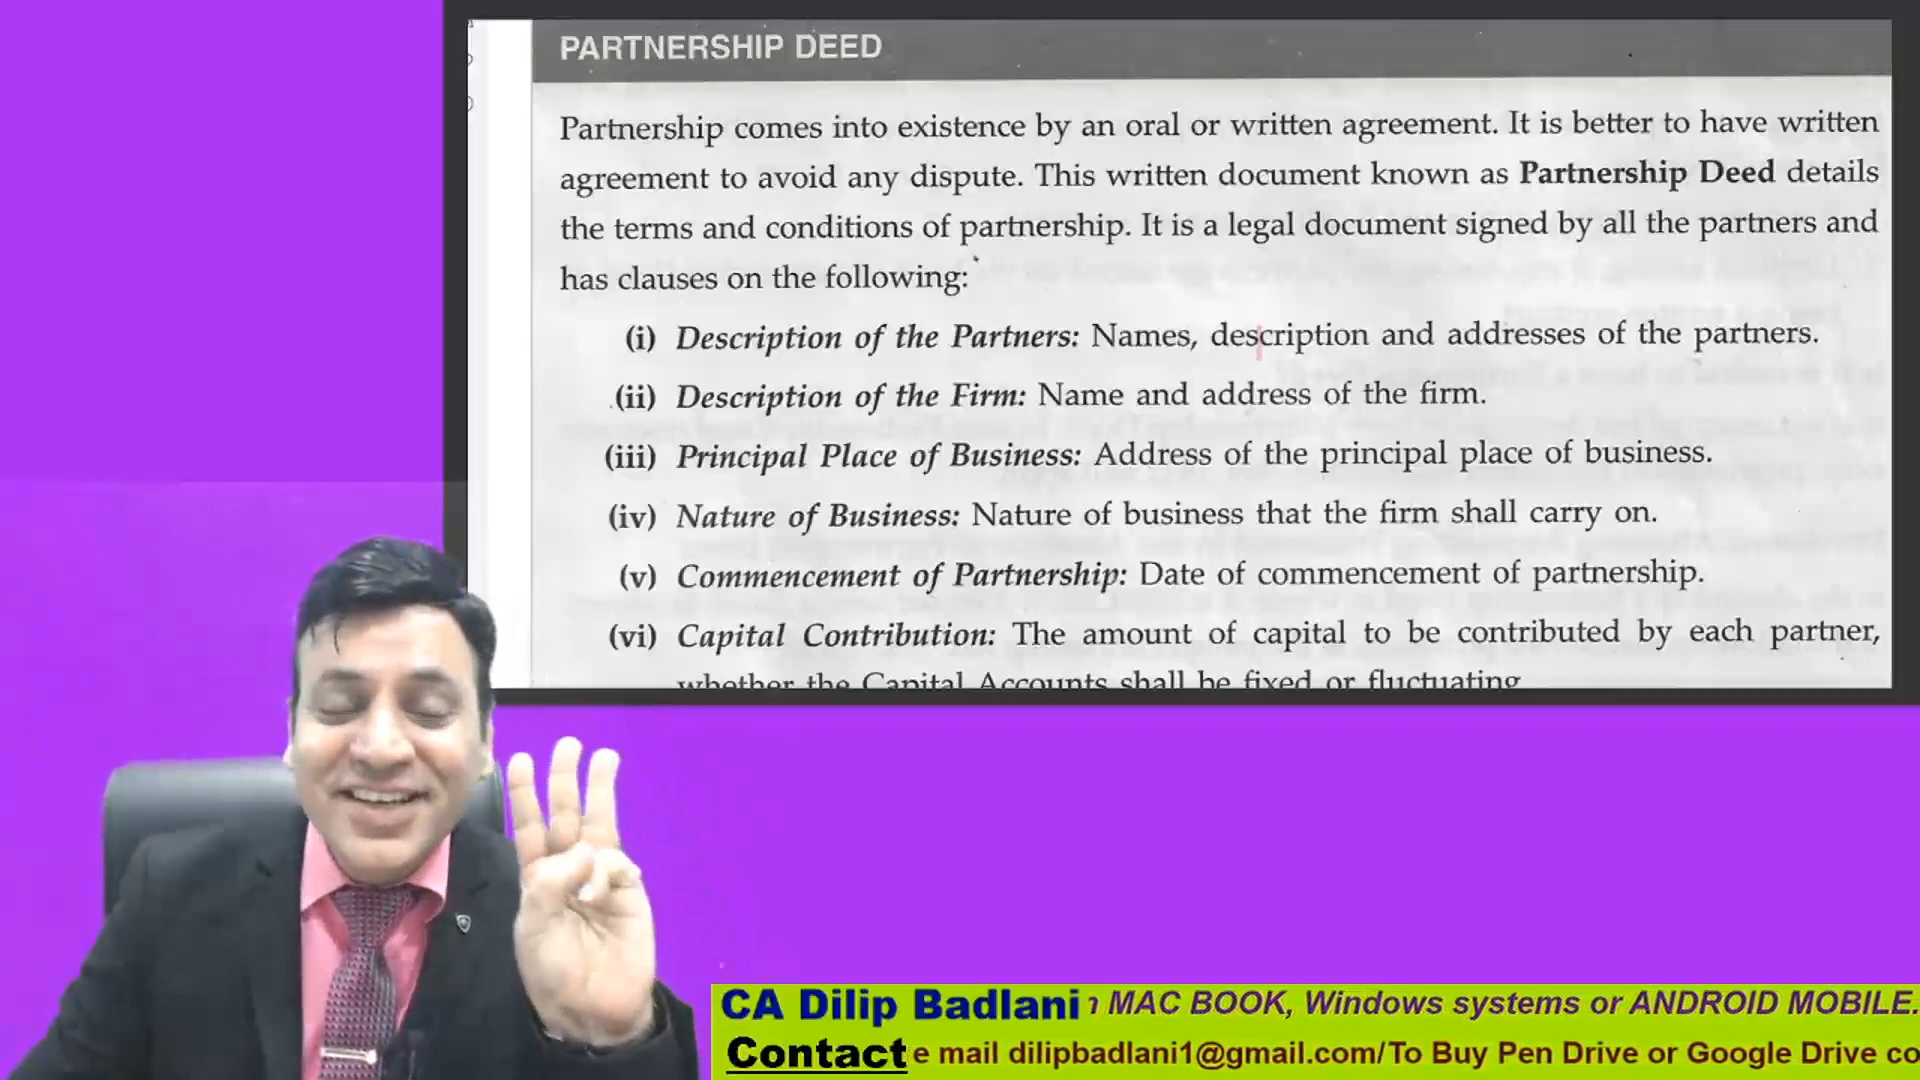 PARTNERSHIP DEED
Partnership comes into existence by an oral or written agreement. It is better to have written
agreement to avoid any dispute. This written document known as Partnership Deed details
the terms and conditions of partnership. It is a legal document signed by all the partners and
has clauses on the following:
(i) Description of the Partners: Names, description and addresses of the partners.
(ii) Description of the Firm: Name and address of the firm.
(iii) Principal Place of Business: Address of the principal place of business.
(iv) Nature of Business: Nature of business that the firm shall carry on.
(v) Commencement of Partnership: Date of commencement of partnership.
(vi) Capital Contribution: The amount of capital to be contributed by each partner,
whether the Capital Accounts shall be fixed or fluctuating
CA Dilip Badlani MAC BOOK, Windows systems or ANDROID MOBILE.
Contact e mail dilipbadlani1@gmail.com/To Buy Pen Drive or Google Drive co